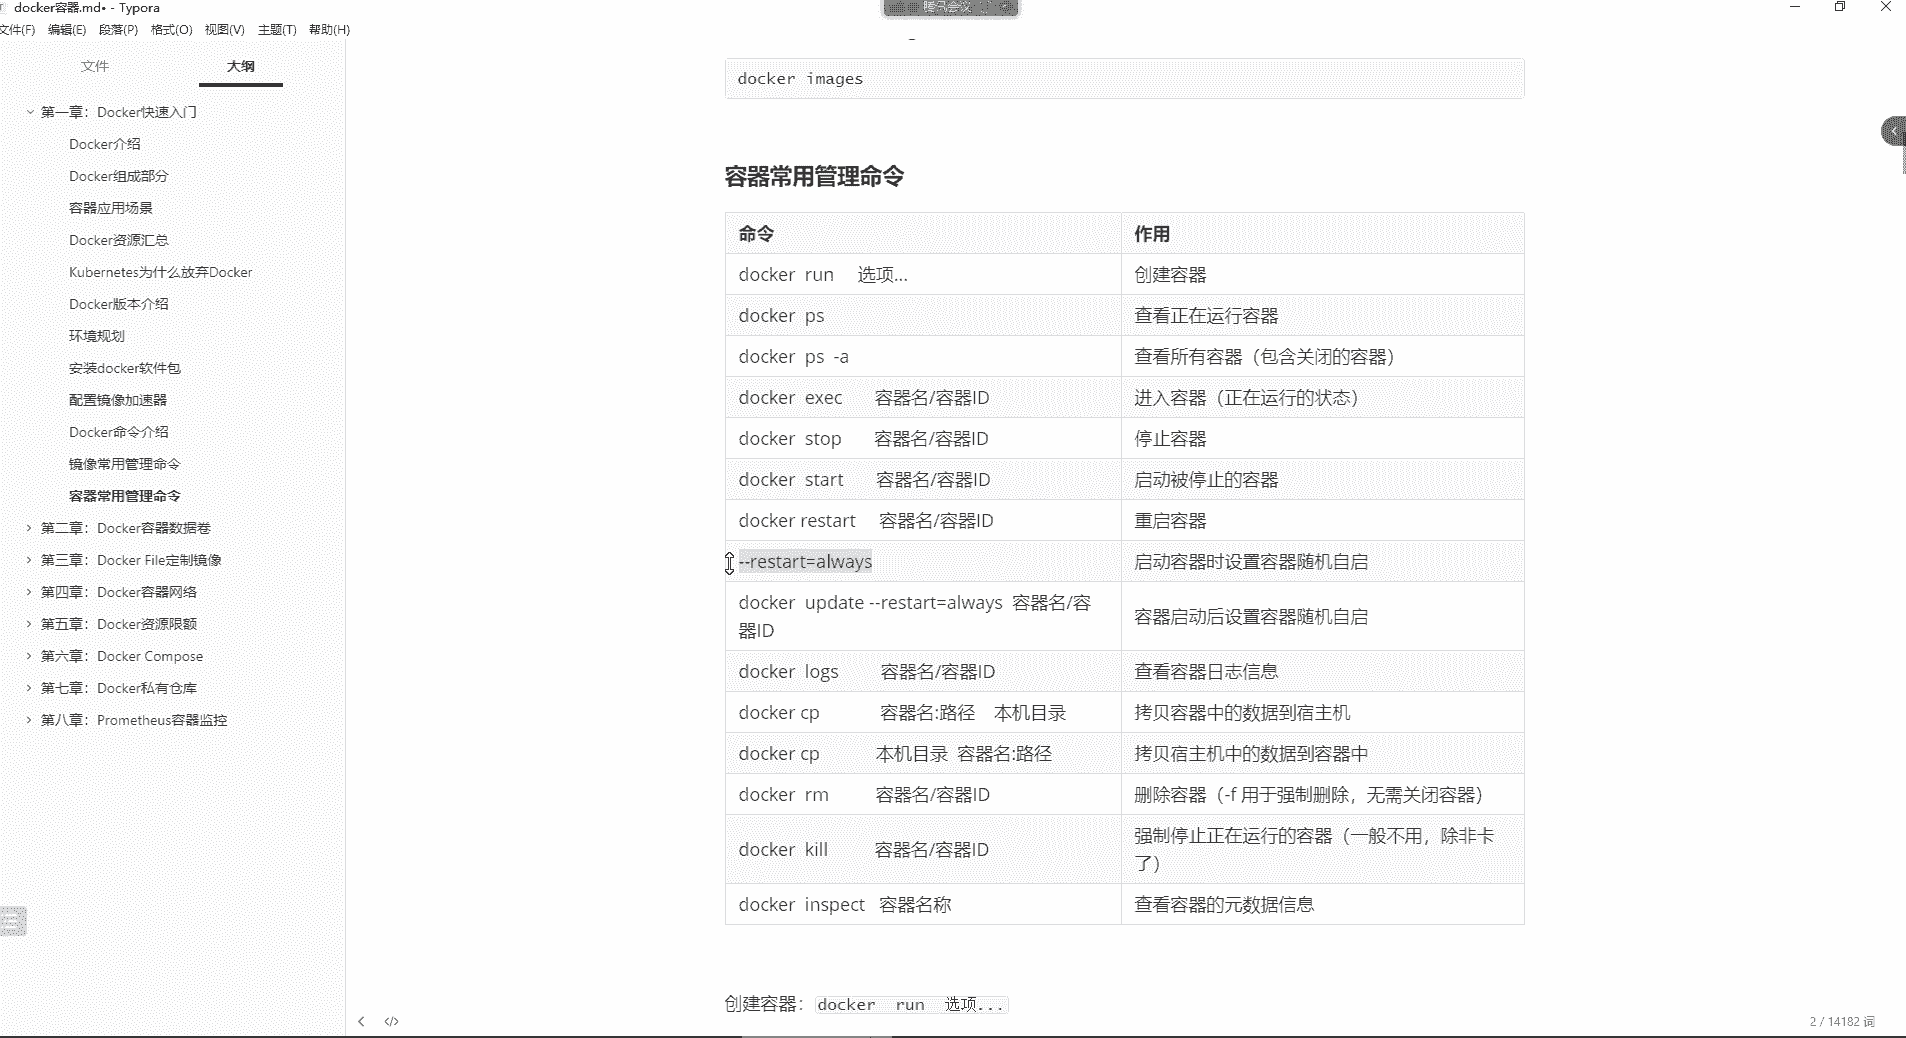 docker容器.md• - Typora
腾讯会议
文件(F) 编辑(E) 段落(P) 格式(O) 视图(V) 主题(T) 帮助(H)
文件 大纲
第一章：Docker快速入门
Docker介绍
Docker组成部分
容器应用场景
Docker资源汇总
Kubernetes为什么放弃Docker
Docker版本介绍
环境规划
安装docker软件包
配置镜像加速器
Docker命令介绍
镜像常用管理命令
容器常用管理命令
第二章：Docker容器数据卷
第三章：Docker File定制镜像
第四章：Docker容器网络
第五章：Docker资源限额
第六章：Docker Compose
第七章：Docker私有仓库
第八章：Prometheus容器监控
docker images
容器常用管理命令
命令 作用
docker run 选项... 创建容器
docker ps 查看正在运行容器
docker ps -a 查看所有容器（包含关闭的容器）
docker exec 容器名/容器ID 进入容器（正在运行的状态）
docker stop 容器名/容器ID 停止容器
docker start 容器名/容器ID 启动被停止的容器
docker restart 容器名/容器ID 重启容器
--restart=always 启动容器时设置容器随机自启
docker update --restart=always 容器名/容
器ID 容器启动后设置容器随机自启
docker logs 容器名/容器ID 查看容器日志信息
docker cp 容器名:路径 本机目录 拷贝容器中的数据到宿主机
docker cp 本机目录 容器名:路径 拷贝宿主机中的数据到容器中
docker rm 容器名/容器ID 删除容器（-f 用于强制删除，无需关闭容器）
docker kill 容器名/容器ID 强制停止正在运行的容器（一般不用，除非卡
了）
docker inspect 容器名称 查看容器的元数据信息
创建容器：docker run 选项...
2 / 14182 词